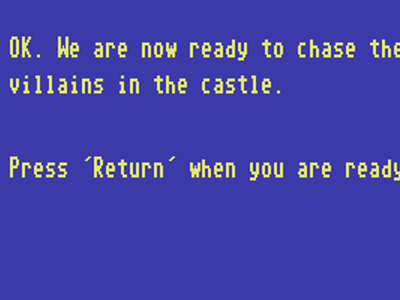 OK. We are now ready to chase the
villains in the castle.
Press ´Return´ when you are ready